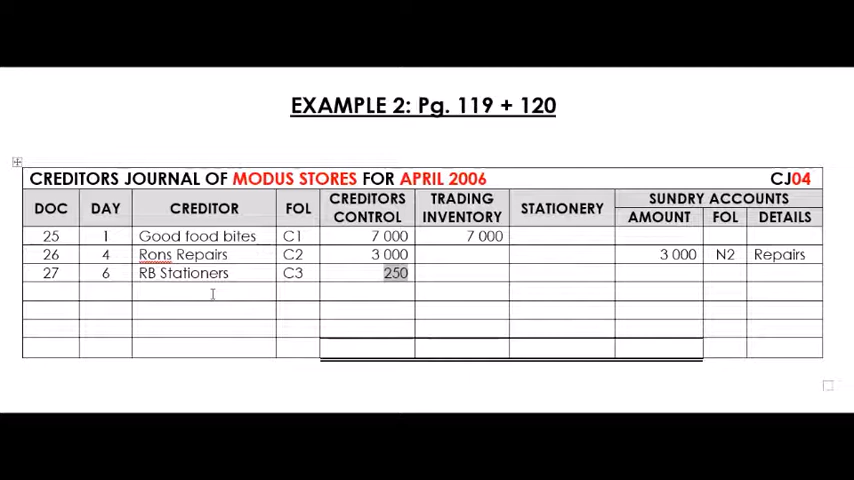 EXAMPLE 2: Pg. 119 + 120
CREDITORS JOURNAL OF MODUS STORES FOR APRIL 2006 CJ04
DOC DAY CREDITOR FOL CREDITORS CONTROL TRADING INVENTORY STATIONERY SUNDRY ACCOUNTS
AMOUNT FOL DETAILS
25 1 Good food bites C1 7 000 7 000
26 4 Rons Repairs C2 3 000 3 000 N2 Repairs
27 6 RB Stationers C3 250